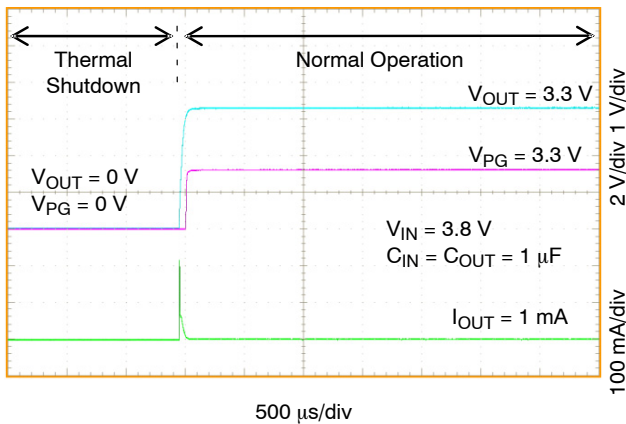 Thermal
Shutdown
Normal Operation
VOUT = 3.3 V
VPG = 3.3 V
VOUT = 0 V
VPG = 0 V
VIN = 3.8 V
CIN = COUT = 1 μF
IOUT = 1 mA
2 V/div 1 V/div
100 mA/div
500 μs/div